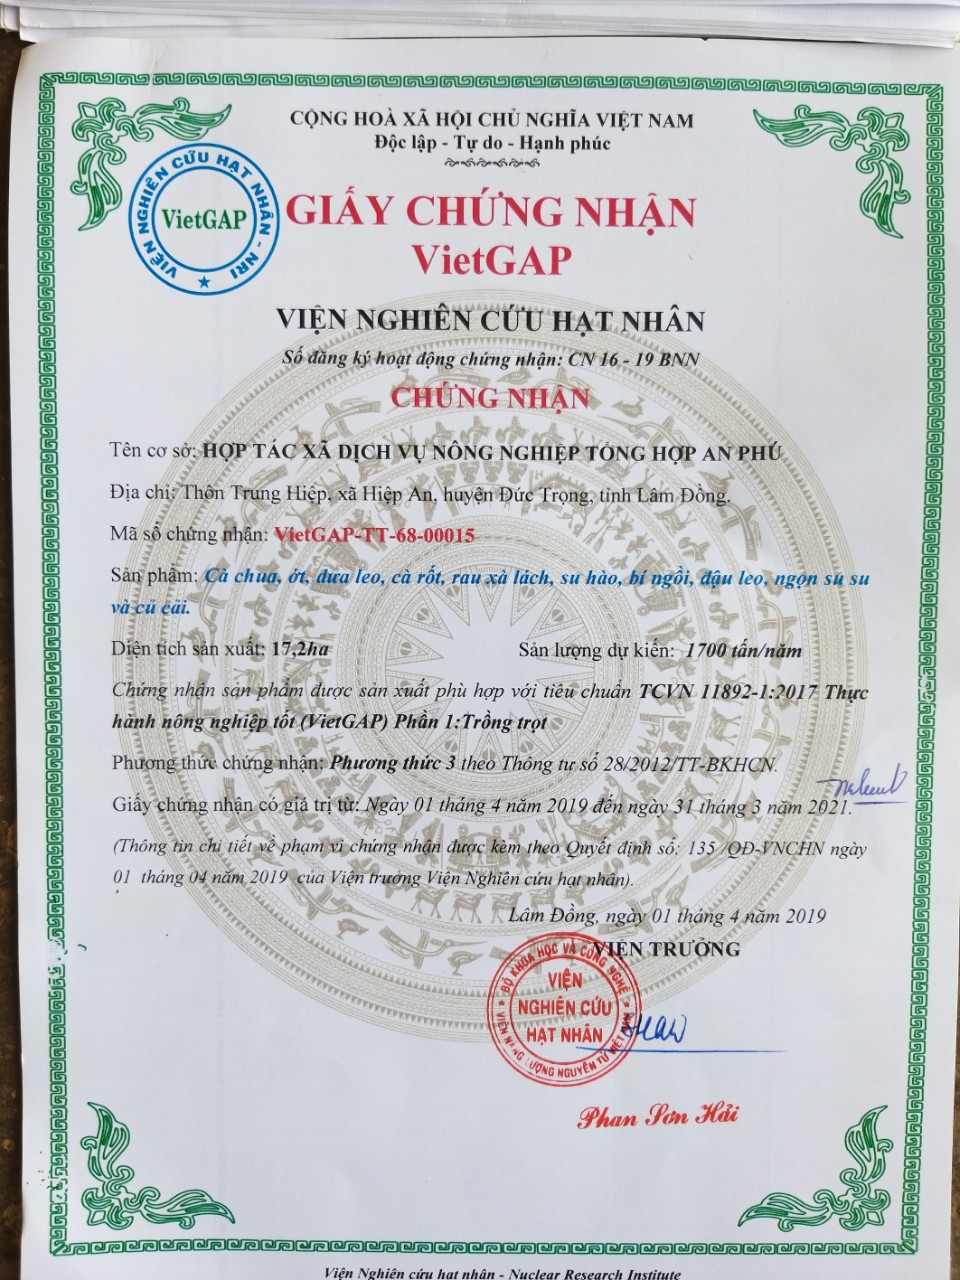 CỘNG HOÀ XÃ HỘI CHỦ NGHĨA VIỆT NAM
Độc lập - Tự do - Hạnh phúc
VIỆN NGHIÊN CỨU HẠT NHÂN - NRI
VietGAP
GIẤY CHỨNG NHẬN
VietGAP
VIỆN NGHIÊN CỨU HẠT NHÂN
Số đăng ký hoạt động chứng nhận: CN 16 - 19 BNN
CHỨNG NHẬN
Tên cơ sở: HỢP TÁC XÃ DỊCH VỤ NÔNG NGHIỆP TỔNG HỢP AN PHÚ
Địa chỉ: Thôn Trung Hiệp, xã Hiệp An, huyện Đức Trọng, tỉnh Lâm Đồng.
Mã số chứng nhận: VietGAP-TT-68-00015
Sản phẩm: Cà chua, ớt, dưa leo, cà rốt, rau xà lách, su hào, bí ngồi, đậu leo, ngọn su su
và củ cải.
Diện tích sản xuất: 17,2ha Sản lượng dự kiến: 1700 tấn/năm
Chứng nhận sản phẩm được sản xuất phù hợp với tiêu chuẩn TCVN 11892-1:2017 Thực
hành nông nghiệp tốt (VietGAP) Phần 1:Trồng trọt
Phương thức chứng nhận: Phương thức 3 theo Thông tư số 28/2012/TT-BKHCN.
Giấy chứng nhận có giá trị từ: Ngày 01 tháng 4 năm 2019 đến ngày 31 tháng 3 năm 2021.
(Thông tin chi tiết về phạm vi chứng nhận được kèm theo Quyết định số: 135 /QĐ-VNCHN ngày
01 tháng 04 năm 2019 của Viện trưởng Viện Nghiên cứu hạt nhân).
Lâm Đồng, ngày 01 tháng 4 năm 2019
VIỆN TRƯỞNG
BỘ KHOA HỌC VÀ CÔNG NGHỆ
VIỆN
NGHIÊN CỨU
HẠT NHÂN
VIỆN NĂNG LƯỢNG NGUYÊN TỬ VIỆT NAM
Phan Sơn Hải
Viện Nghiên cứu hạt nhân - Nuclear Research Institute